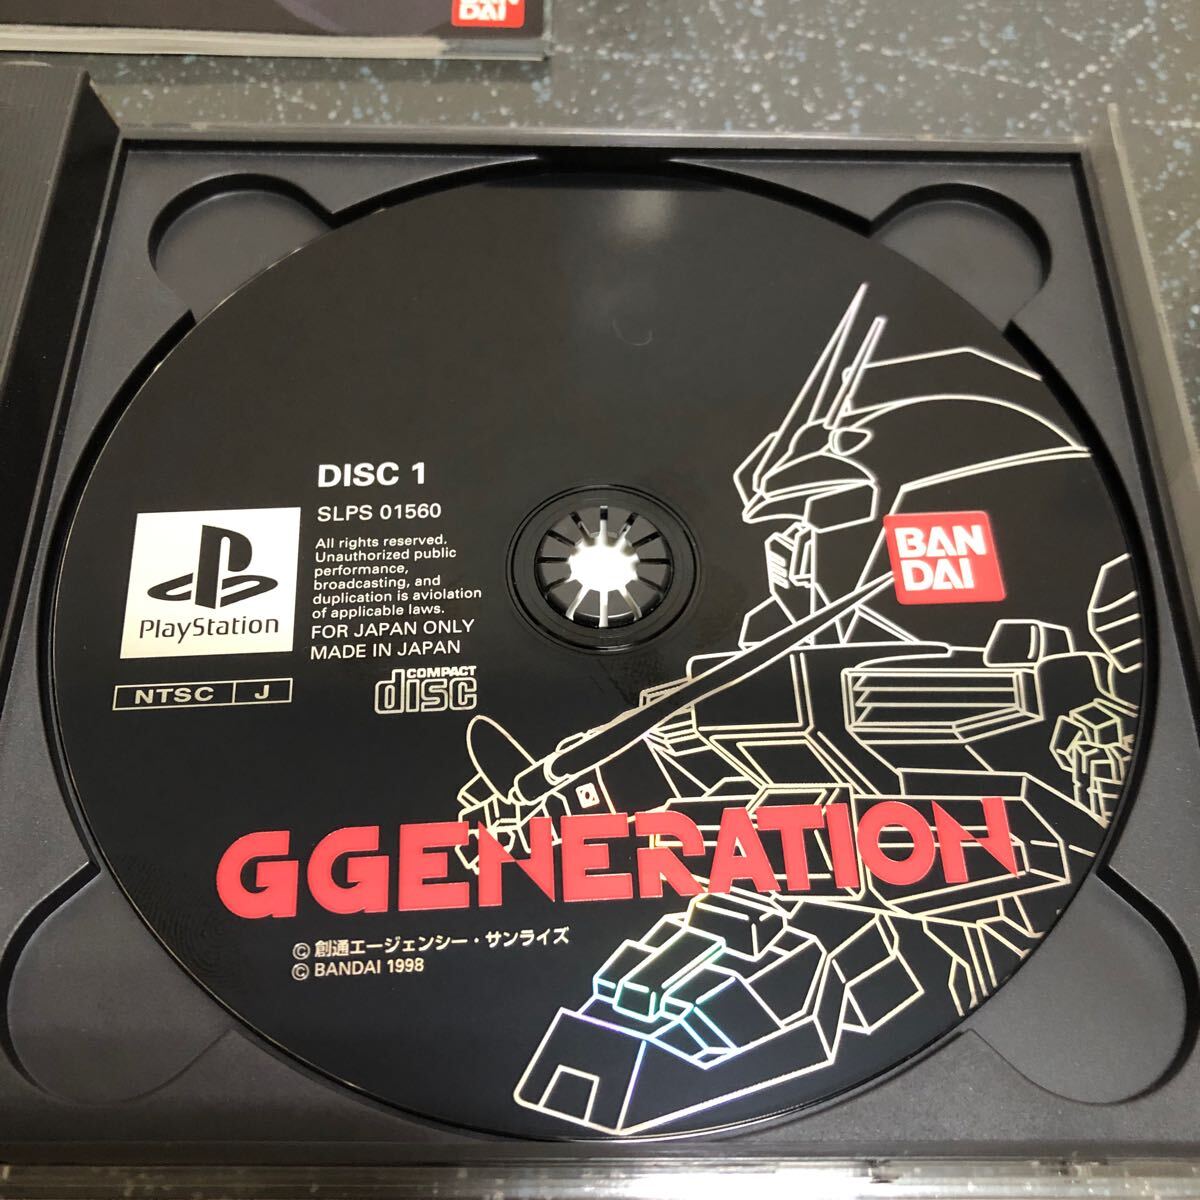 BAN
DAI
DISC 1
SLPS 01560
All rights reserved.
Unauthorized public
performance,
broadcasting, and
duplication is aviolation
of applicable laws.
FOR JAPAN ONLY
MADE IN JAPAN
PlayStation
NTSC J
COMPACT
disc
BAN
DAI
GGENERATION
© 創通エージェンシー・サンライズ
© BANDAI 1998